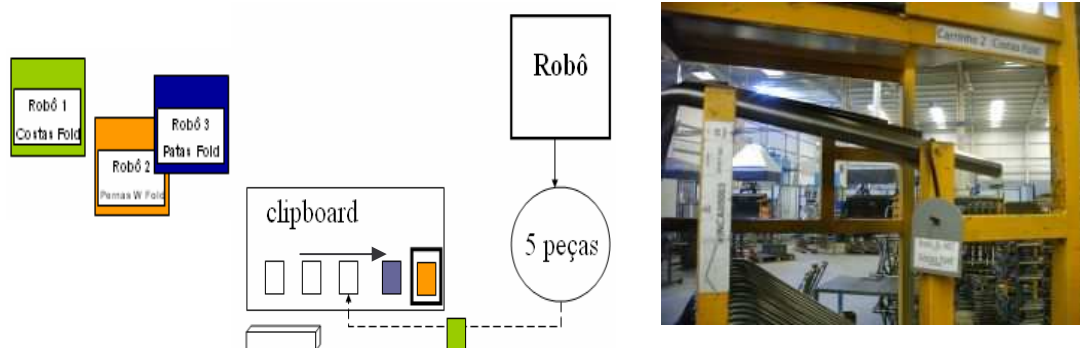 Robô 1
Costas Fold
Robô 2
Pernas W Fold
Robô 3
Patas Fold
clipboard
Robô
5 peças
Carrinho 2 Costas Fold